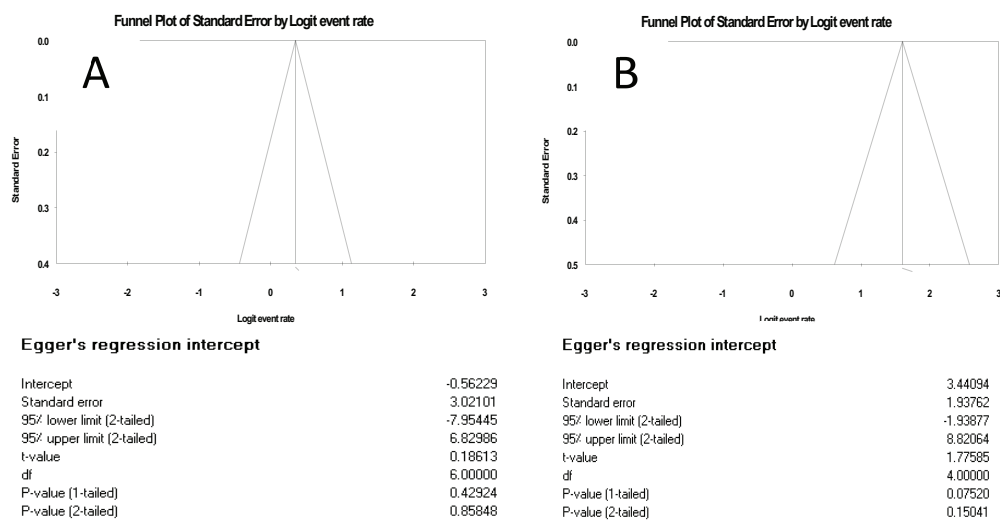 Funnel Plot of Standard Error by Logit event rate
A
0.0
0.1
0.2
0.3
0.4
Standard Error
-3 -2 -1 0 1 2 3
Logit event rate
Egger's regression intercept
Intercept -0.56229
Standard error 3.02101
95% lower limit (2-tailed) -7.95445
95% upper limit (2-tailed) 6.82986
t-value 0.18613
df 6.00000
P-value (1-tailed) 0.42924
P-value (2-tailed) 0.85848
Funnel Plot of Standard Error by Logit event rate
B
0.0
0.1
0.2
0.3
0.4
0.5
Standard Error
-3 -2 -1 0 1 2 3
Logit event rate
Egger's regression intercept
Intercept 3.44094
Standard error 1.93762
95% lower limit (2-tailed) -1.93877
95% upper limit (2-tailed) 8.82064
t-value 1.77585
df 4.00000
P-value (1-tailed) 0.07520
P-value (2-tailed) 0.15041